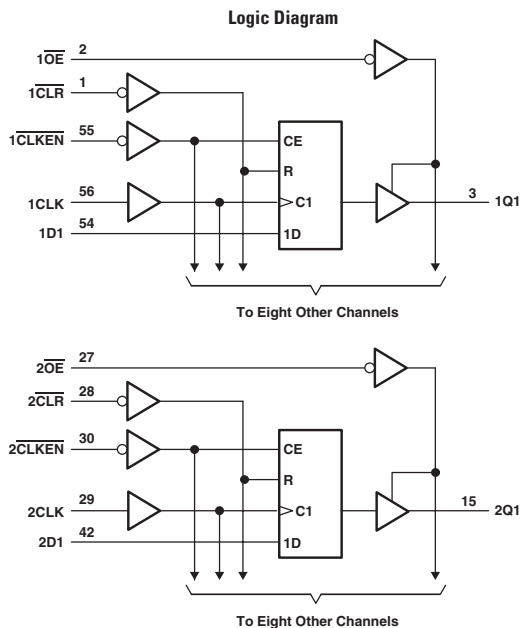 Logic Diagram
1OE 2
1CLR 1
1CLKEN 55
CE
R
1CLK 56
C1
3 1Q1
1D1 54
1D
To Eight Other Channels
2OE 27
2CLR 28
2CLKEN 30
CE
R
2CLK 29
C1
15 2Q1
2D1 42
1D
To Eight Other Channels